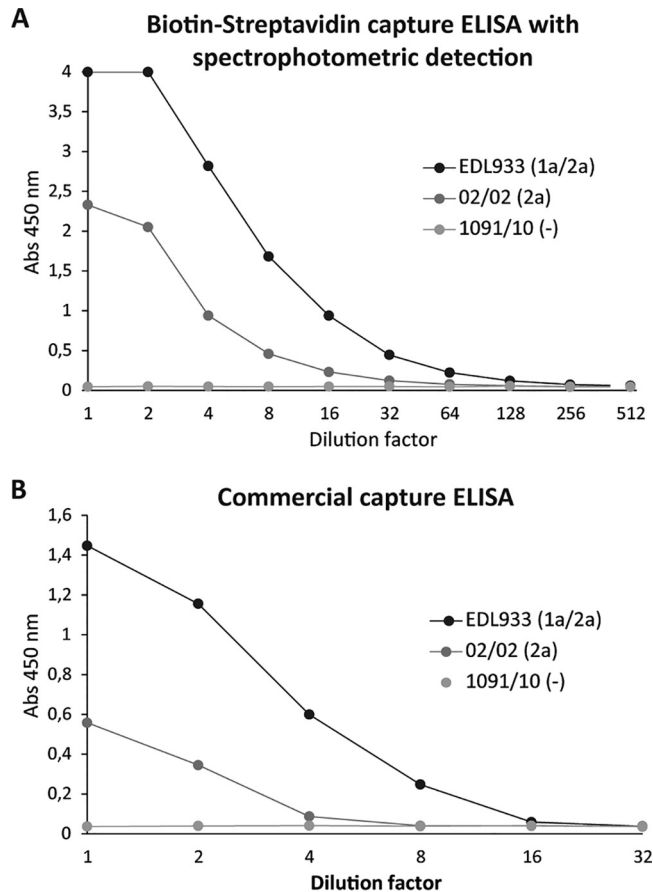 A
Biotin-Streptavidin capture ELISA with
spectrophotometric detection
4
3,5
3
2,5
2
1,5
1
0,5
0
Abs 450 nm
EDL933 (1a/2a)
02/02 (2a)
1091/10 (-)
1 2 4 8 16 32 64 128 256 512
Dilution factor
B
Commercial capture ELISA
1,6
1,4
1,2
1
0,8
0,6
0,4
0,2
0
Abs 450 nm
EDL933 (1a/2a)
02/02 (2a)
1091/10 (-)
1 2 4 8 16 32
Dilution factor